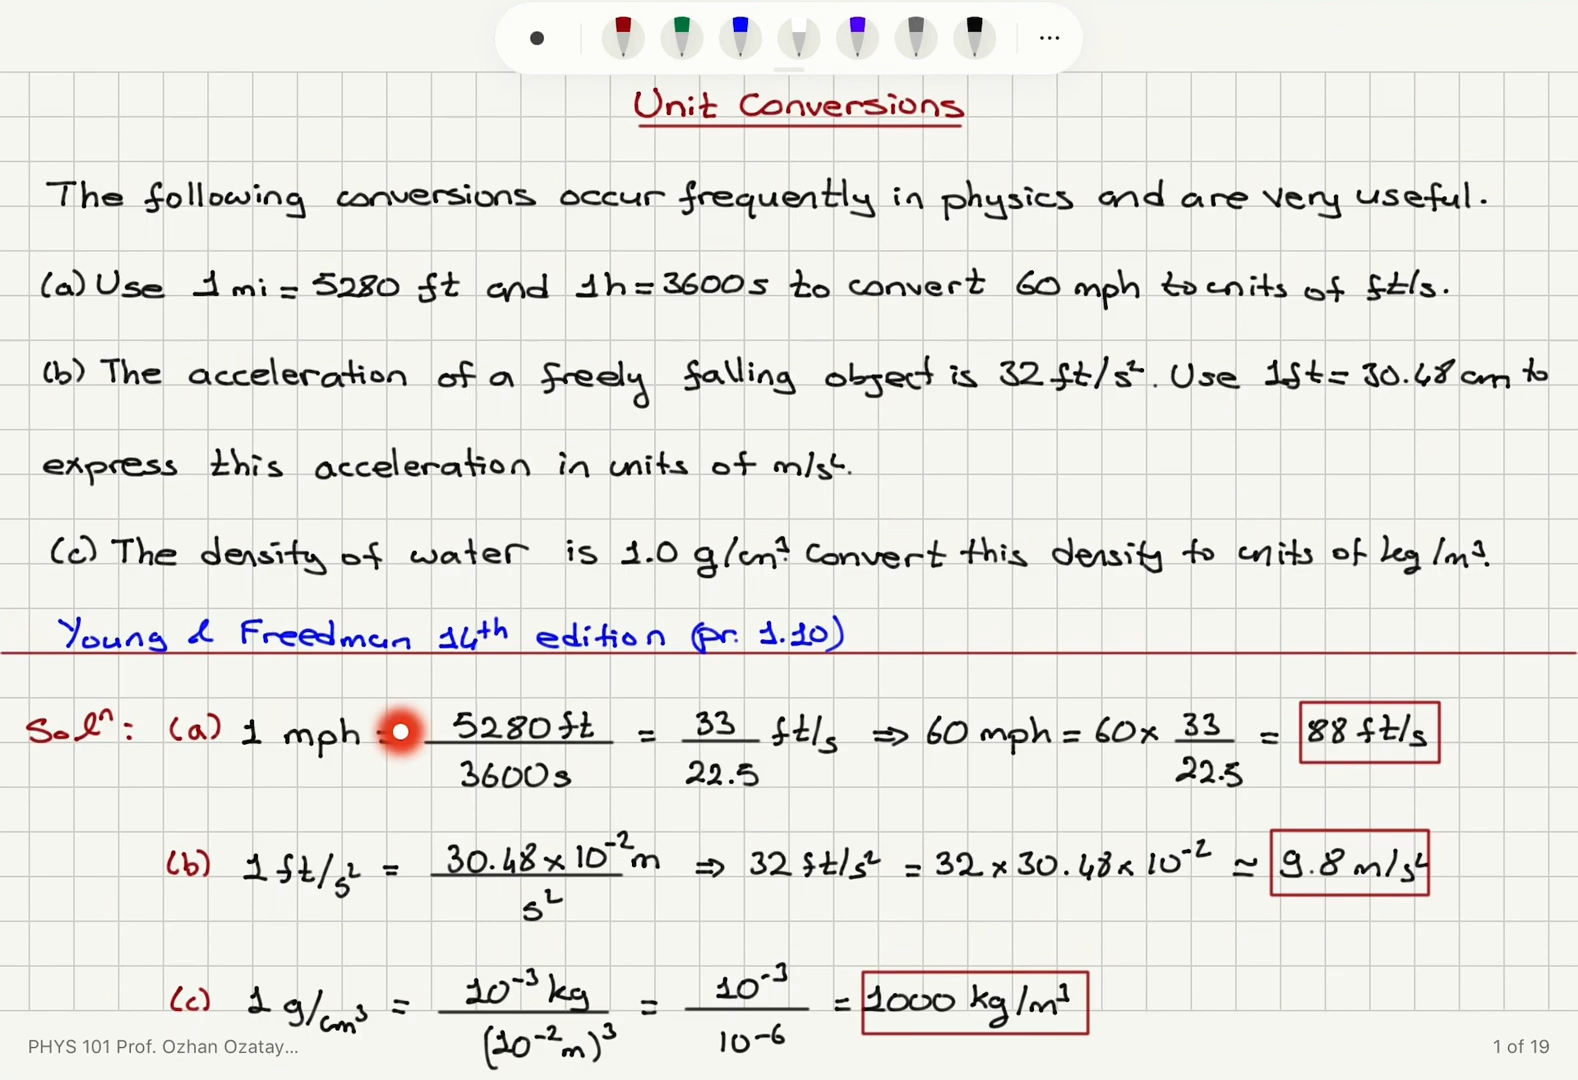 Unit Conversions
The following conversions occur frequently in physics and are very useful.
(a) Use 1 mi = 5280 ft and 1h = 3600 s to convert 60 mph to units of ft/s.
(b) The acceleration of a freely falling object is 32 ft/s². Use 1ft = 30.48 cm to
express this acceleration in units of m/s².
(c) The density of water is 1.0 g/cm³. Convert this density to units of kg/m³.
Young & Freedman 14th edition (pr. 1.10)
Solⁿ: (a) 1 mph = 5280 ft / 3600 s = 33 / 22.5 ft/s ⇒ 60 mph = 60 × 33 / 22.5 = 88 ft/s
(b) 1 ft/s² = 30.48 × 10⁻² m / s² ⇒ 32 ft/s² = 32 × 30.48 × 10⁻² ≃ 9.8 m/s²
(c) 1 g/cm³ = 10⁻³ kg / (10⁻² m)³ = 10⁻³ / 10⁻⁶ = 1000 kg/m³
PHYS 101 Prof. Ozhan Ozatay...
1 of 19